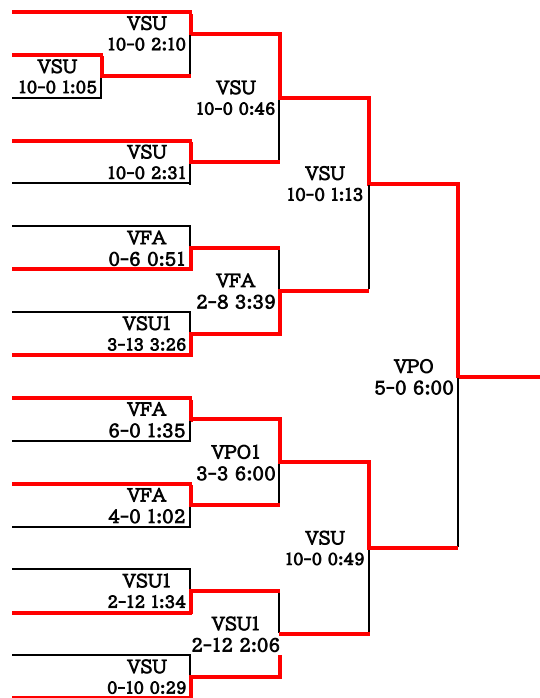 VSU
10-0 2:10
VSU
10-0 1:05
VSU
10-0 0:46
VSU
10-0 2:31
VSU
10-0 1:13
VFA
0-6 0:51
VFA
2-8 3:39
VSU1
3-13 3:26
VPO
5-0 6:00
VFA
6-0 1:35
VPO1
3-3 6:00
VFA
4-0 1:02
VSU
10-0 0:49
VSU1
2-12 1:34
VSU1
2-12 2:06
VSU
0-10 0:29